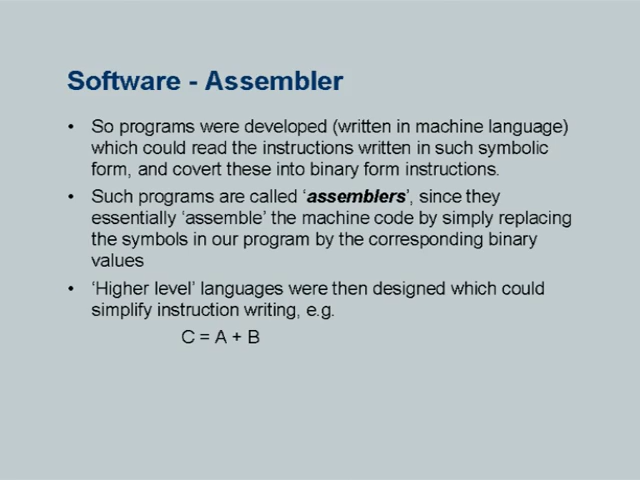 Software - Assembler
• So programs were developed (written in machine language)
which could read the instructions written in such symbolic
form, and covert these into binary form instructions.
• Such programs are called ‘assemblers’, since they
essentially ‘assemble’ the machine code by simply replacing
the symbols in our program by the corresponding binary
values
• ‘Higher level’ languages were then designed which could
simplify instruction writing, e.g.
C = A + B